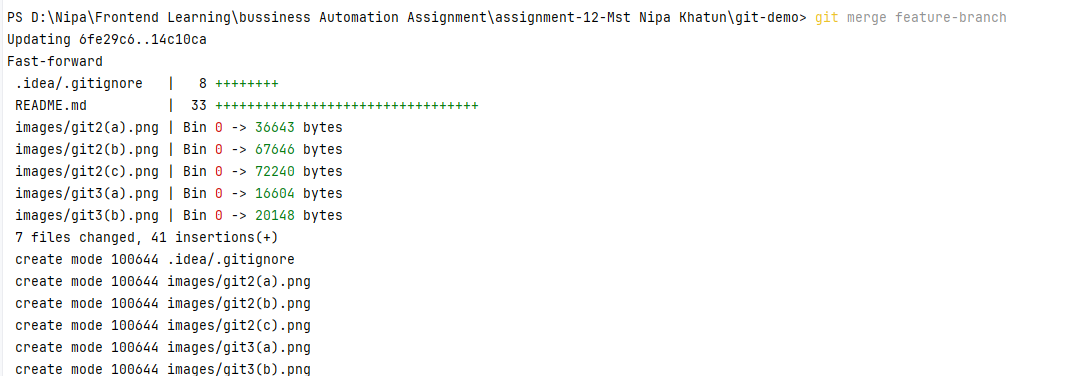 PS D:\Nipa\Frontend Learning\bussiness Automation Assignment\assignment-12-Mst Nipa Khatun\git-demo> git merge feature-branch
Updating 6fe29c6..14c10ca
Fast-forward
 .idea/.gitignore   |   8 ++++++++
 README.md          |  33 +++++++++++++++++++++++++++++++++
 images/git2(a).png | Bin 0 -> 36643 bytes
 images/git2(b).png | Bin 0 -> 67646 bytes
 images/git2(c).png | Bin 0 -> 72240 bytes
 images/git3(a).png | Bin 0 -> 16604 bytes
 images/git3(b).png | Bin 0 -> 20148 bytes
 7 files changed, 41 insertions(+)
 create mode 100644 .idea/.gitignore
 create mode 100644 images/git2(a).png
 create mode 100644 images/git2(b).png
 create mode 100644 images/git2(c).png
 create mode 100644 images/git3(a).png
 create mode 100644 images/git3(b).png